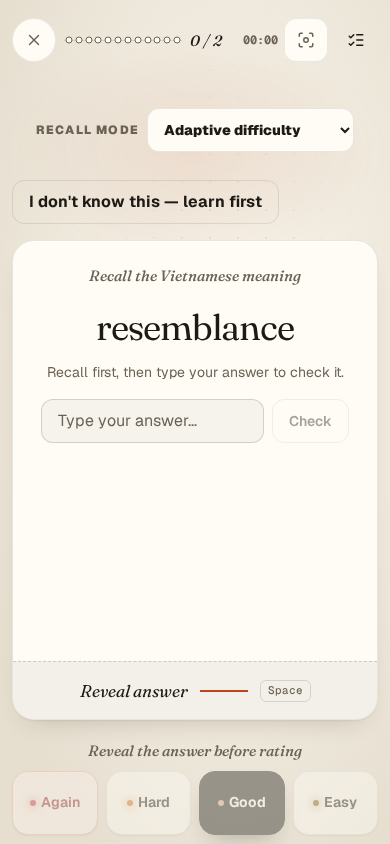 0/2 00:00
RECALL MODE Adaptive difficulty
I don't know this — learn first
Recall the Vietnamese meaning
resemblance
Recall first, then type your answer to check it.
Type your answer... Check
Reveal answer Space
Reveal the answer before rating
Again Hard Good Easy